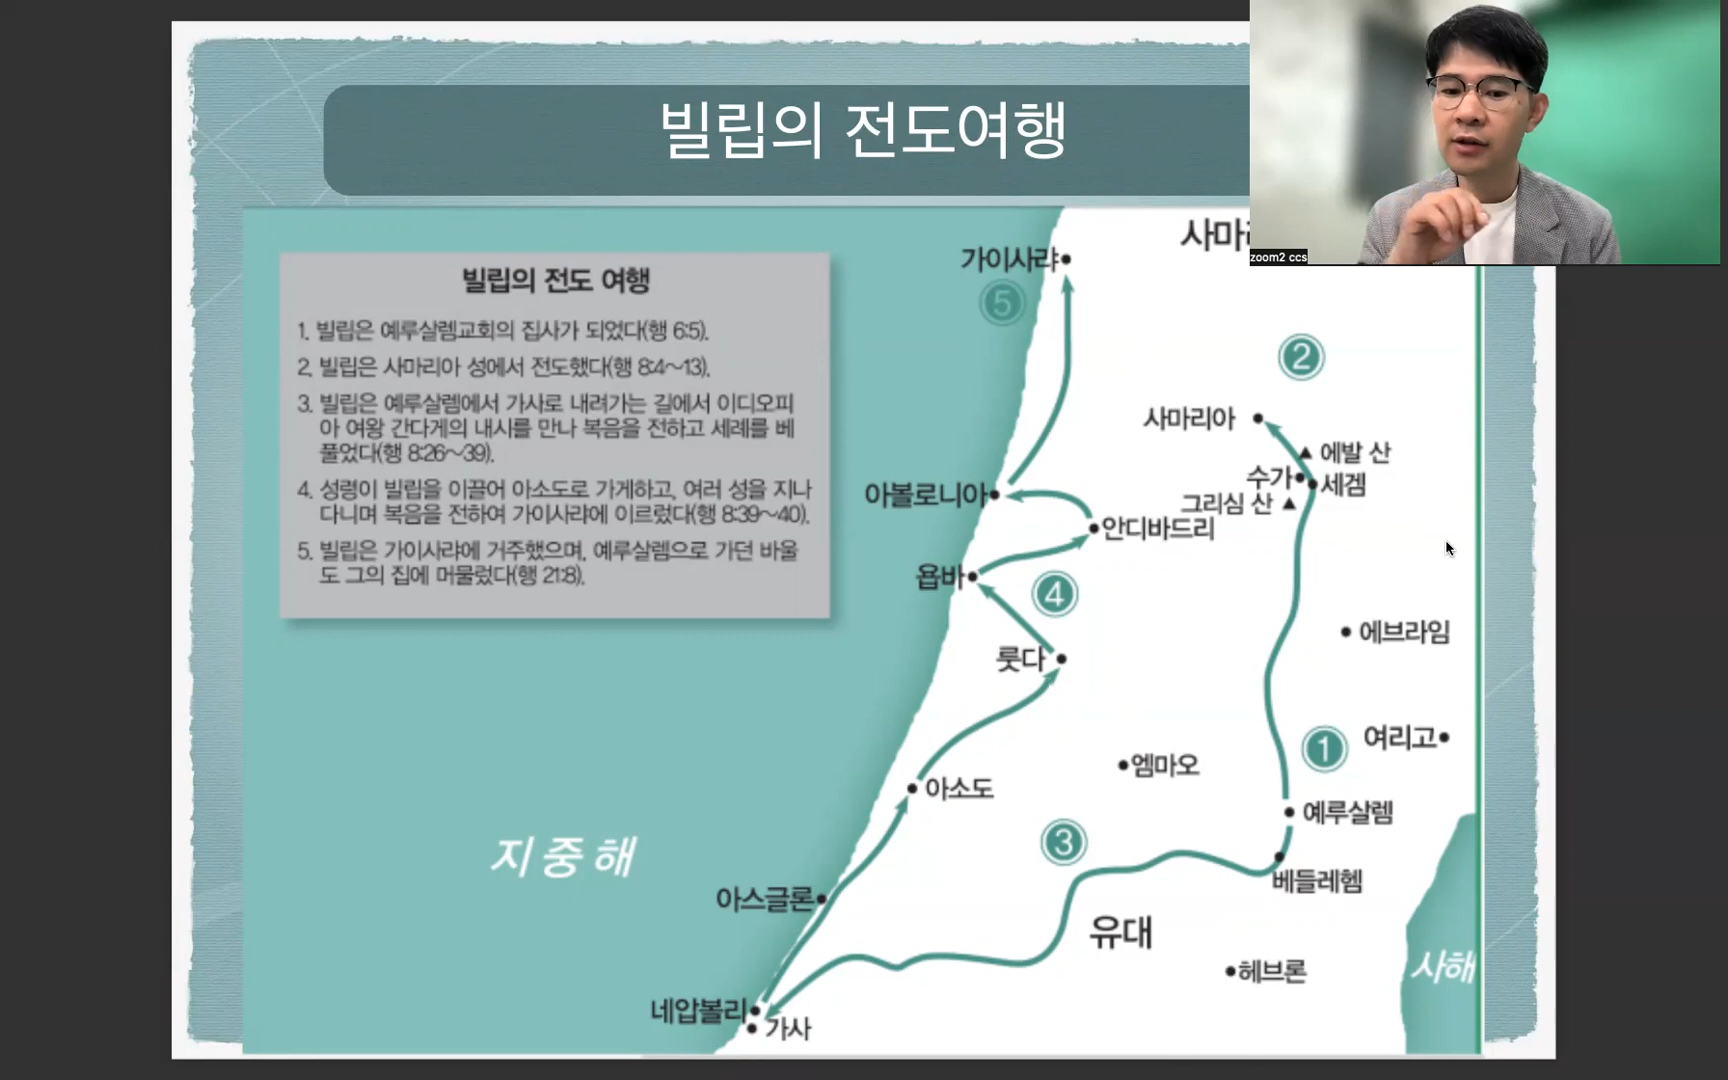 빌립의 전도여행
zoom2 ccs
빌립의 전도 여행
1. 빌립은 예루살렘교회의 집사가 되었다(행 6:5).
2. 빌립은 사마리아 성에서 전도했다(행 8:4~13).
3. 빌립은 예루살렘에서 가사로 내려가는 길에서 이디오피
아 여왕 간다게의 내시를 만나 복음을 전하고 세례를 베
풀었다(행 8:26~39).
4. 성령이 빌립을 이끌어 아소도로 가게하고, 여러 성을 지나
다니며 복음을 전하여 가이사랴에 이르렀다(행 8:39~40).
5. 빌립은 가이사랴에 거주했으며, 예루살렘으로 가던 바울
도 그의 집에 머물렀다(행 21:8).
가이사랴
5
2
사마리아
에발 산
수가
세겜
그리심 산
아볼로니아
안디바드리
욥바
4
에브라임
룻다
1
여리고
엠마오
아소도
예루살렘
3
지중해
베들레헴
아스글론
유대
사해
헤브론
네압볼리
가사